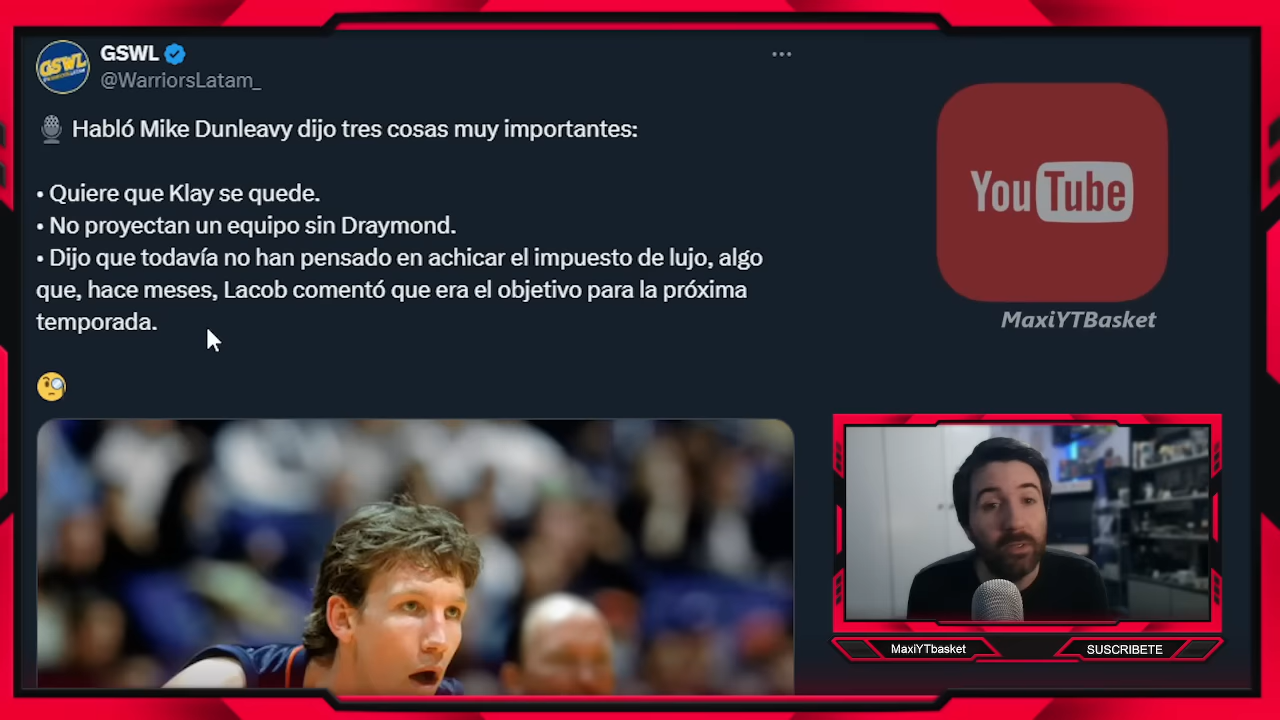 GSWL
@WarriorsLatam_
GSWL
Habló Mike Dunleavy dijo tres cosas muy importantes:
• Quiere que Klay se quede.
• No proyectan un equipo sin Draymond.
• Dijo que todavía no han pensado en achicar el impuesto de lujo, algo
que, hace meses, Lacob comentó que era el objetivo para la próxima
temporada.
YouTube
MaxiYTBasket
MaxiYTbasket
SUSCRIBETE